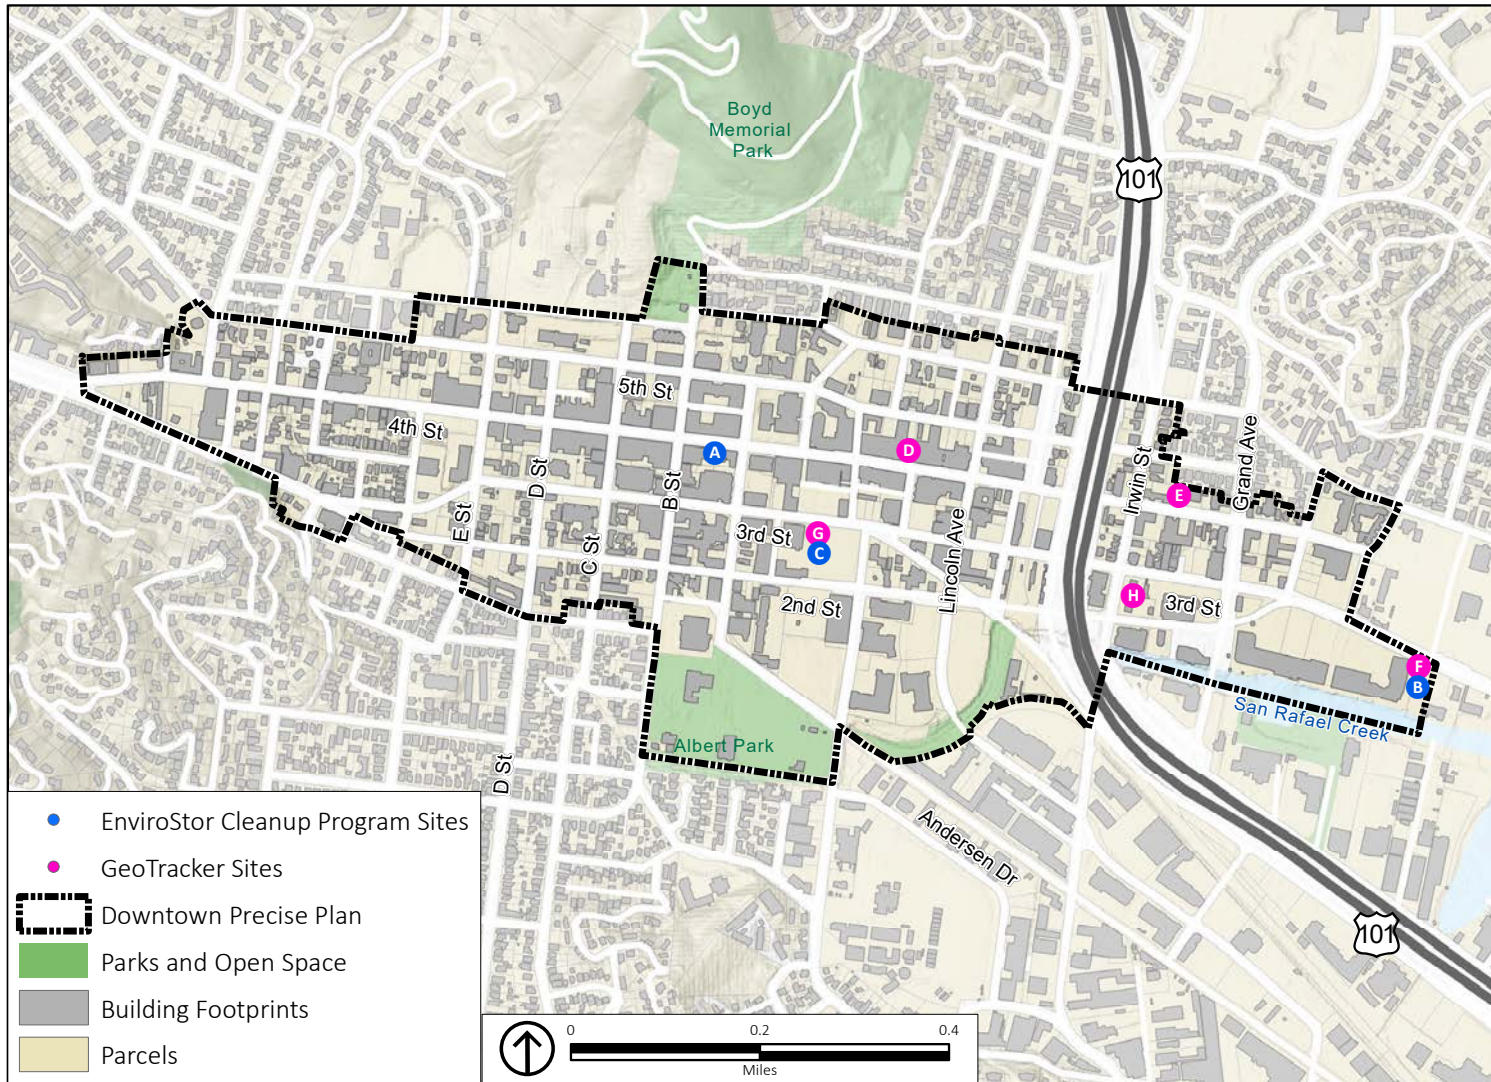 Boyd
Memorial
Park
101
5th St
4th St
A
D
D St
B St
Irwin St
Grand Ave
E
E St
C St
3rd St
G
C
Lincoln Ave
2nd St
H
3rd St
F
B
San Rafael Creek
Albert Park
D St
Andersen Dr
101
EnviroStor Cleanup Program Sites
GeoTracker Sites
Downtown Precise Plan
Parks and Open Space
Building Footprints
Parcels
0 0.2 0.4
Miles